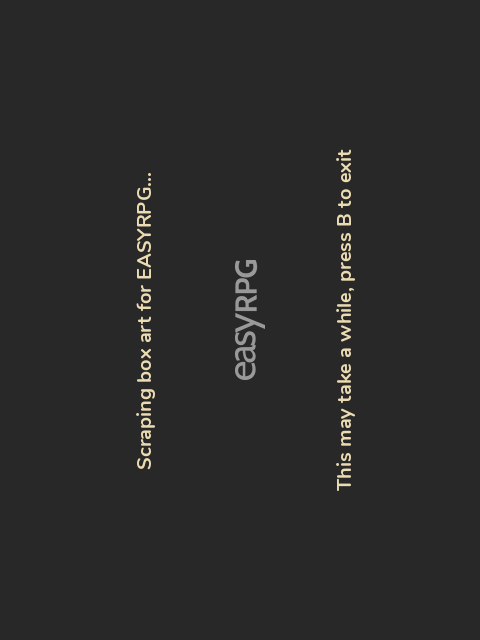 Scraping box art for EASYRPG...
easyRPG
This may take a while, press B to exit